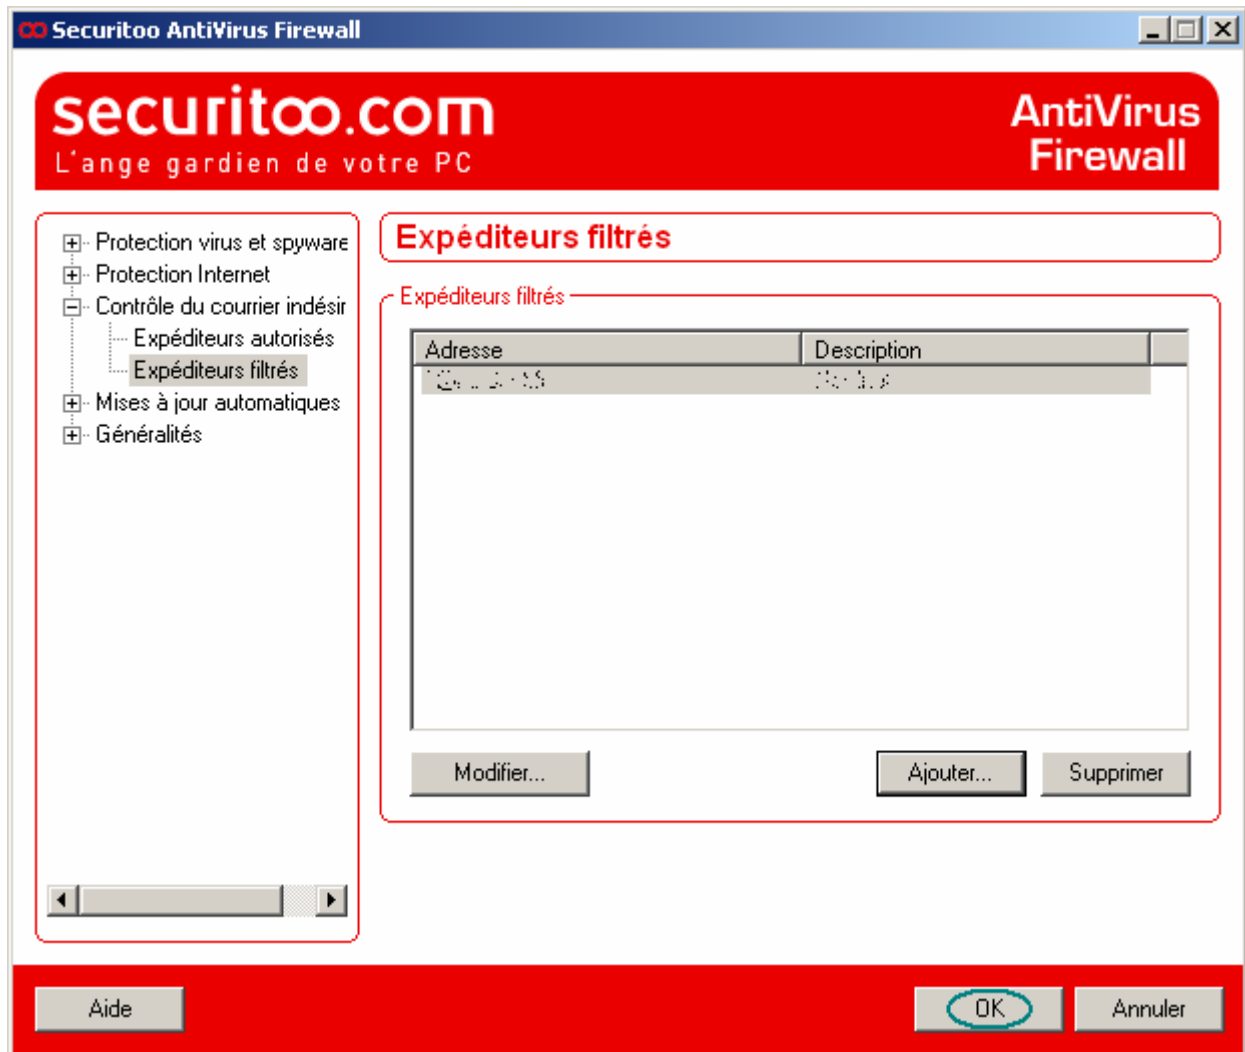 Securitoo AntiVirus Firewall
securitoo.com
L'ange gardien de votre PC
AntiVirus
Firewall
Protection virus et spyware
Protection Internet
Contrôle du courrier indésir
Expéditeurs autorisés
Expéditeurs filtrés
Mises à jour automatiques
Généralités
Expéditeurs filtrés
Expéditeurs filtrés
Adresse Description
Modifier... Ajouter... Supprimer
Aide OK Annuler